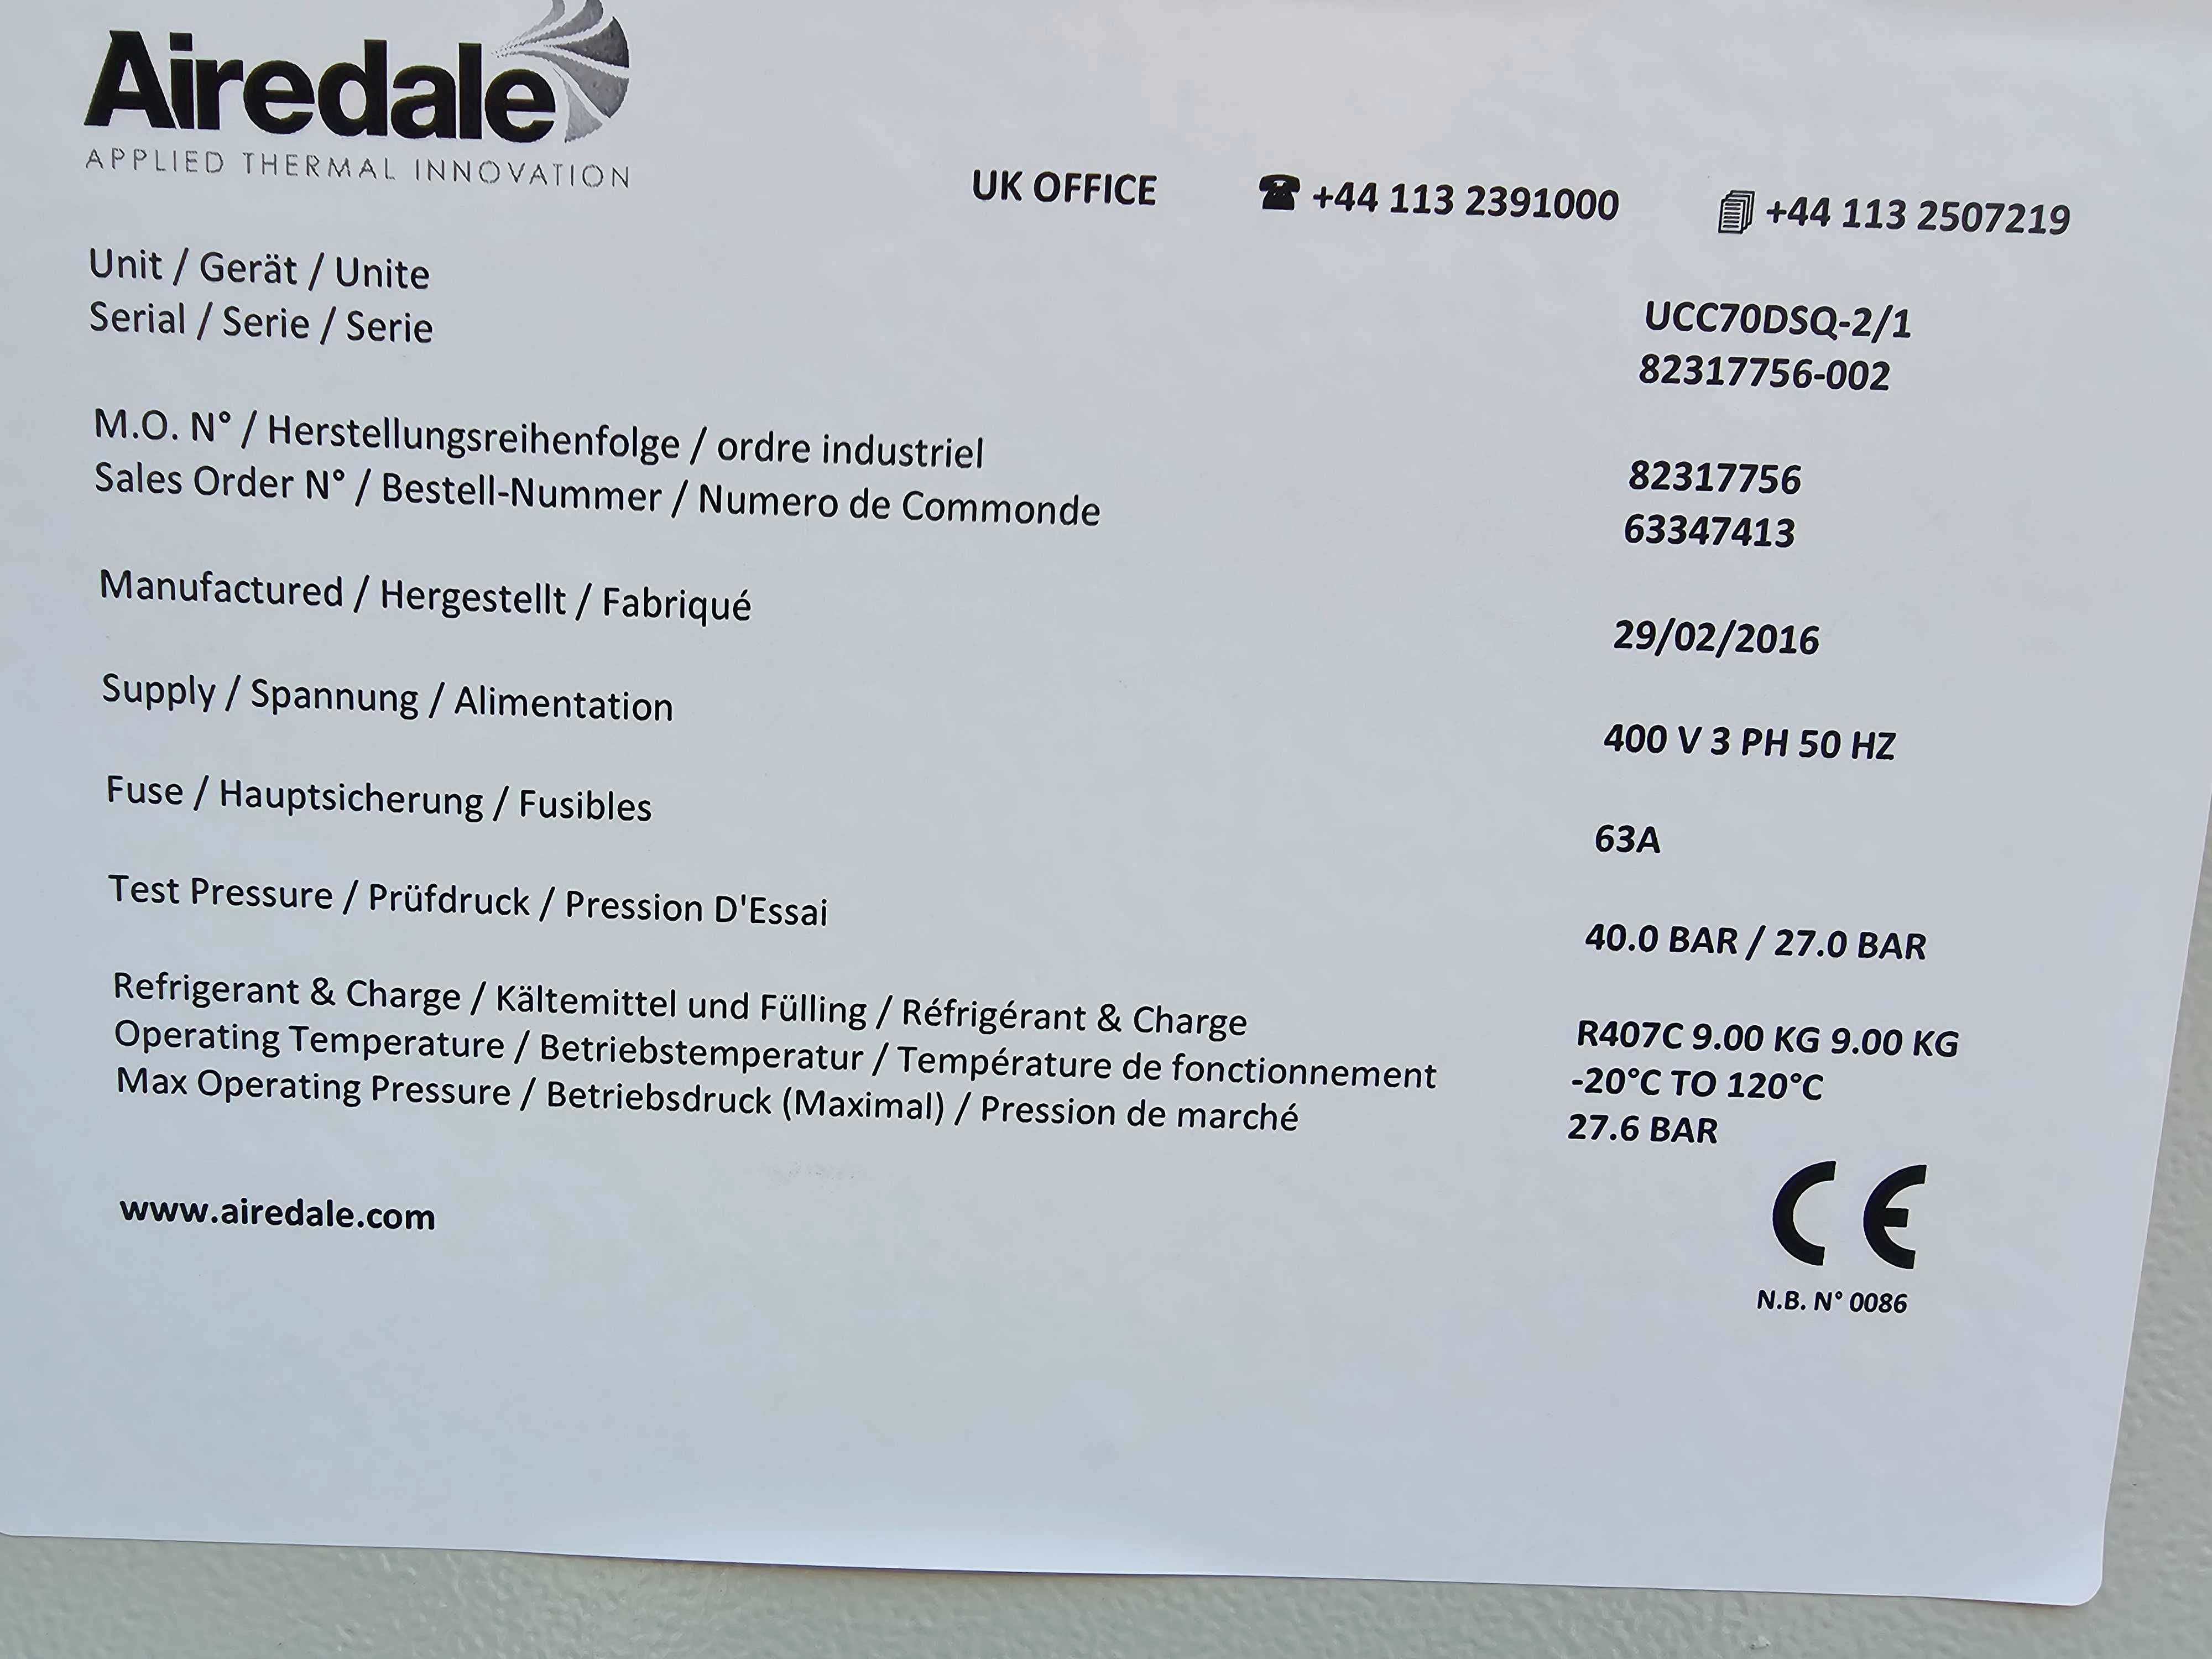 Airedale
APPLIED THERMAL INNOVATION
UK OFFICE +44 113 2391000 +44 113 2507219
Unit / Gerät / Unite UCC70DSQ-2/1
Serial / Serie / Serie 82317756-002
M.O. N° / Herstellungsreihenfolge / ordre industriel 82317756
Sales Order N° / Bestell-Nummer / Numero de Commonde 63347413
Manufactured / Hergestellt / Fabriqué 29/02/2016
Supply / Spannung / Alimentation 400 V 3 PH 50 HZ
Fuse / Hauptsicherung / Fusibles 63A
Test Pressure / Prüfdruck / Pression D'Essai 40.0 BAR / 27.0 BAR
Refrigerant & Charge / Kältemittel und Fülling / Réfrigérant & Charge R407C 9.00 KG 9.00 KG
Operating Temperature / Betriebstemperatur / Température de fonctionnement -20°C TO 120°C
Max Operating Pressure / Betriebsdruck (Maximal) / Pression de marché 27.6 BAR
www.airedale.com
CE
N.B. N° 0086